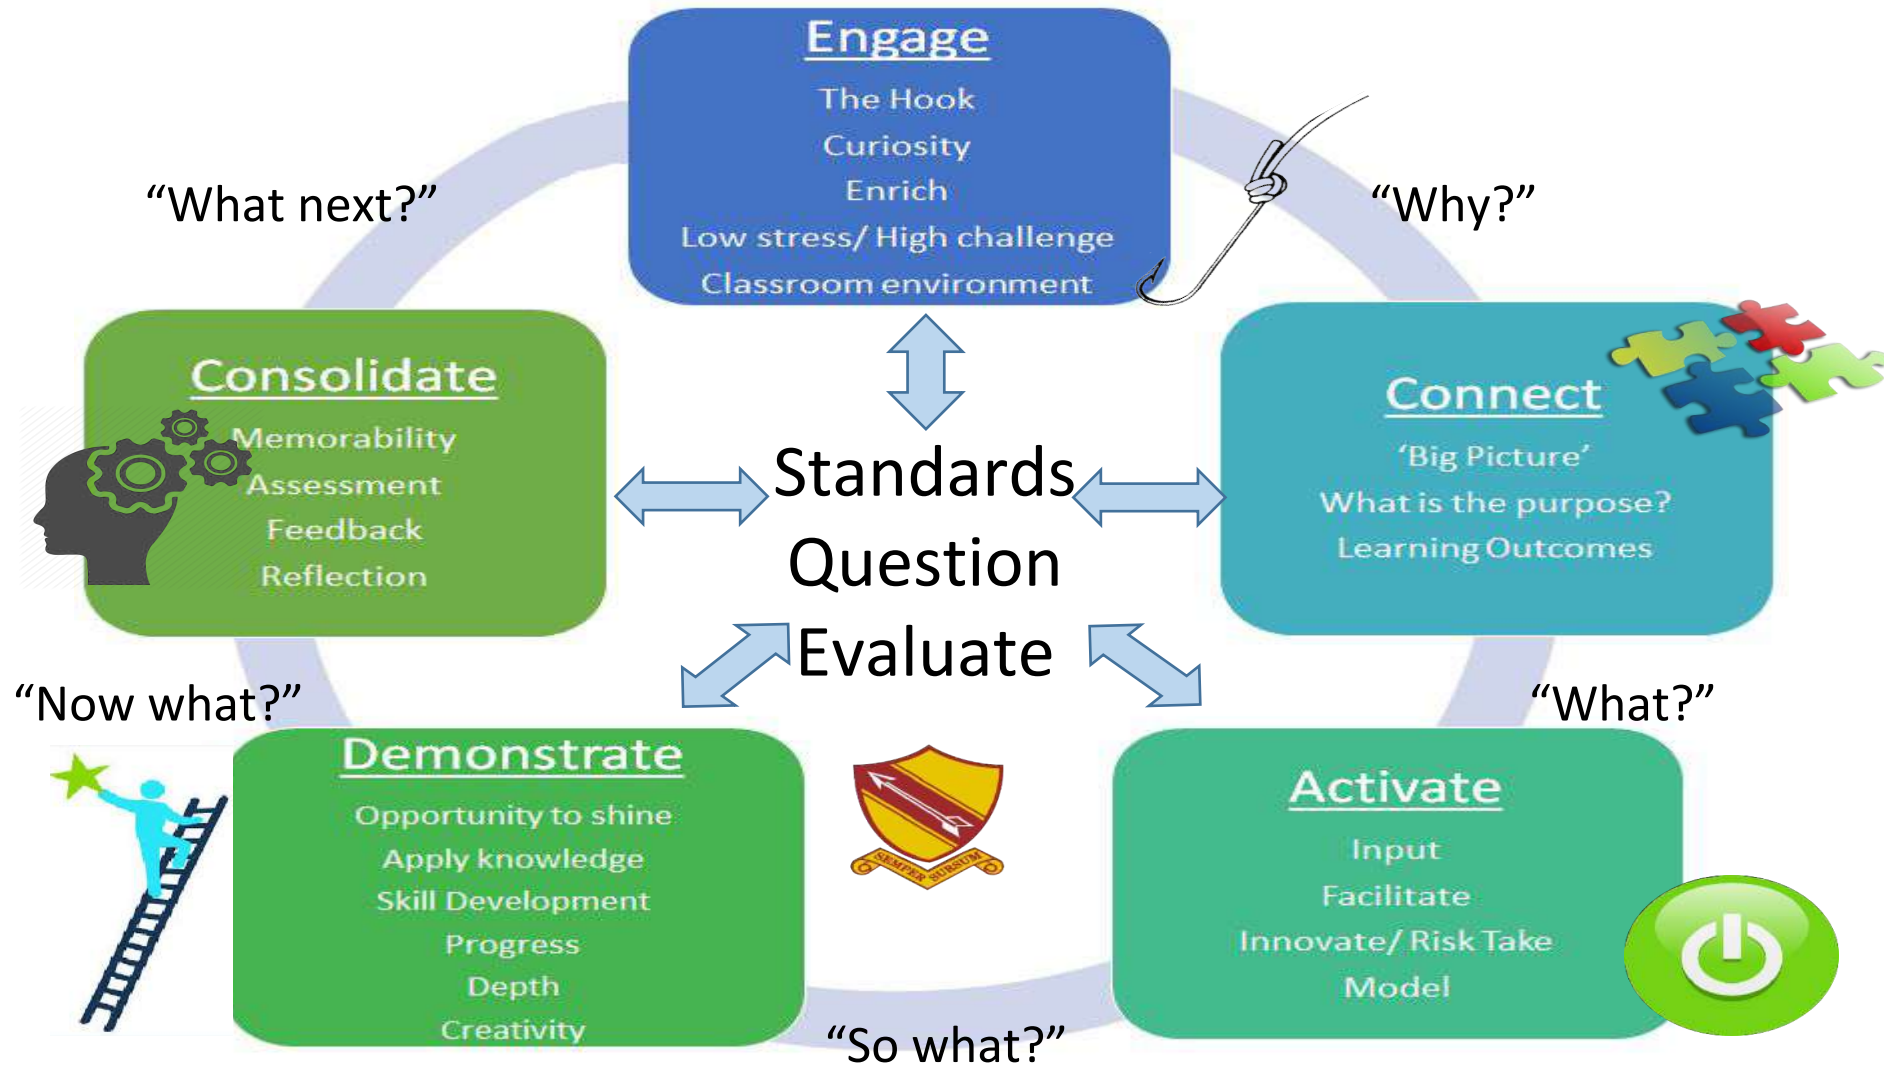 Engage
The Hook
Curiosity
Enrich
Low stress/ High challenge
Classroom environment
“What next?”
“Why?”
Consolidate
Memorability
Assessment
Feedback
Reflection
Connect
‘Big Picture’
What is the purpose?
Learning Outcomes
Standards
Question
Evaluate
“Now what?”
“What?”
Demonstrate
Opportunity to shine
Apply knowledge
Skill Development
Progress
Depth
Creativity
SEMPER SURSUM
Activate
Input
Facilitate
Innovate/ Risk Take
Model
“So what?”